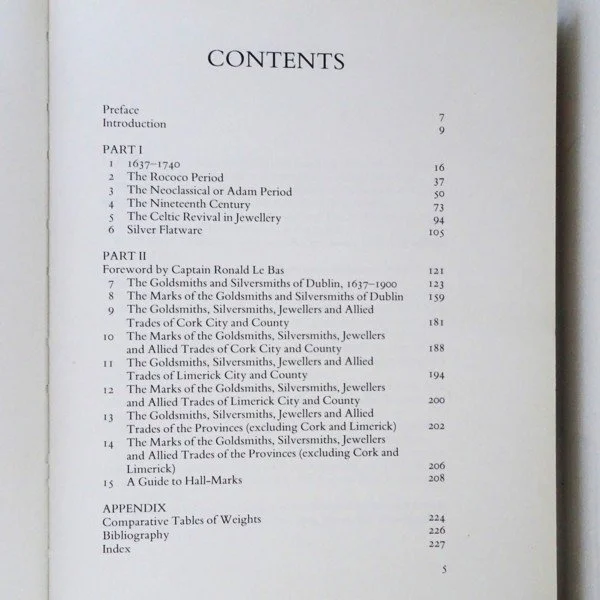 CONTENTS
Preface 7
Introduction 9
PART I
1 1637–1740 16
2 The Rococo Period 37
3 The Neoclassical or Adam Period 50
4 The Nineteenth Century 73
5 The Celtic Revival in Jewellery 94
6 Silver Flatware 105
PART II
Foreword by Captain Ronald Le Bas 121
7 The Goldsmiths and Silversmiths of Dublin, 1637–1900 123
8 The Marks of the Goldsmiths and Silversmiths of Dublin 159
9 The Goldsmiths, Silversmiths, Jewellers and Allied
Trades of Cork City and County 181
10 The Marks of the Goldsmiths, Silversmiths, Jewellers
and Allied Trades of Cork City and County 188
11 The Goldsmiths, Silversmiths, Jewellers and Allied
Trades of Limerick City and County 194
12 The Marks of the Goldsmiths, Silversmiths, Jewellers
and Allied Trades of Limerick City and County 200
13 The Goldsmiths, Silversmiths, Jewellers and Allied
Trades of the Provinces (excluding Cork and Limerick) 202
14 The Marks of the Goldsmiths, Silversmiths, Jewellers
and Allied Trades of the Provinces (excluding Cork and
Limerick) 206
15 A Guide to Hall-Marks 208
APPENDIX
Comparative Tables of Weights 224
Bibliography 226
Index 227
5